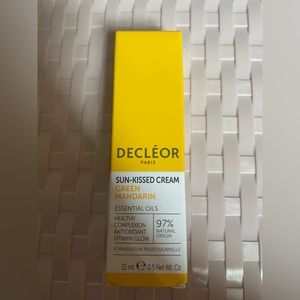 DECLÉOR
PARIS
SUN-KISSED CREAM
GREEN
MANDARIN
ESSENTIAL OILS
HEALTHY
COMPLEXION
ANTIOXIDANT
VITAMIN GLOW
97%
NATURAL
ORIGIN
FORMULATION PROFESSIONNELLE
15 ml e 0.5 Net Wt. Oz